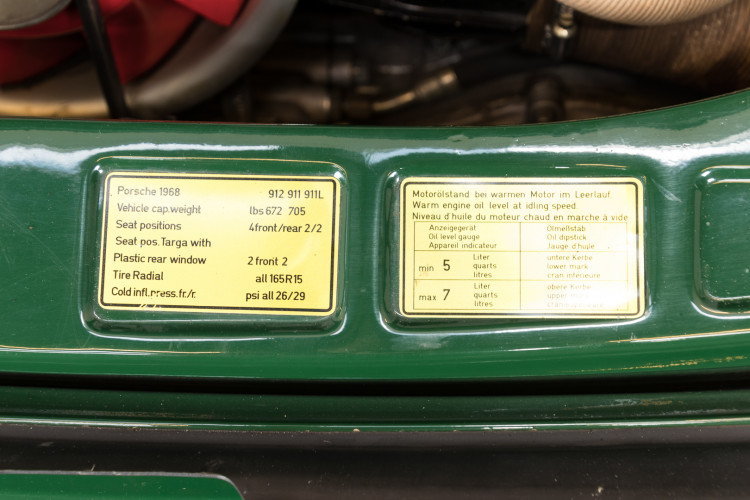 Porsche 1968 912 911 911L
Vehicle cap.weight lbs 672 705
Seat positions 4front/rear 2/2
Seat pos. Targa with
Plastic rear window 2 front 2
Tire Radial all 165R15
Cold infl.press.fr./r. psi all 26/29
Motorölstand bei warmen Motor im Leerlauf
Warm engine oil level at idling speed
Niveau d'huile du moteur chaud en marche à vide
Anzeigegerät
Oil level gauge
Appareil indicateur
Ölmeßstab
Oil dipstick
Jauge d'huile
min 5
Liter
quarts
litres
untere Kerbe
lower mark
cran inférieure
max 7
Liter
quarts
litres
obere Kerbe
upper
cran